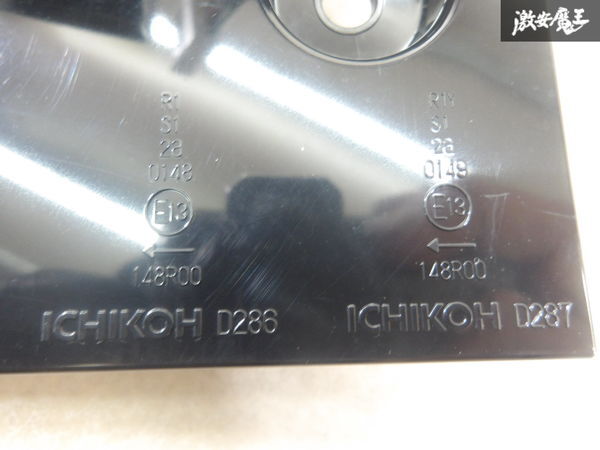 激安魔王
R1
S1
28
0148
E13
148R00
ICHIKOH D286
R11
S1
28
0149
E13
148R00
ICHIKOH D287